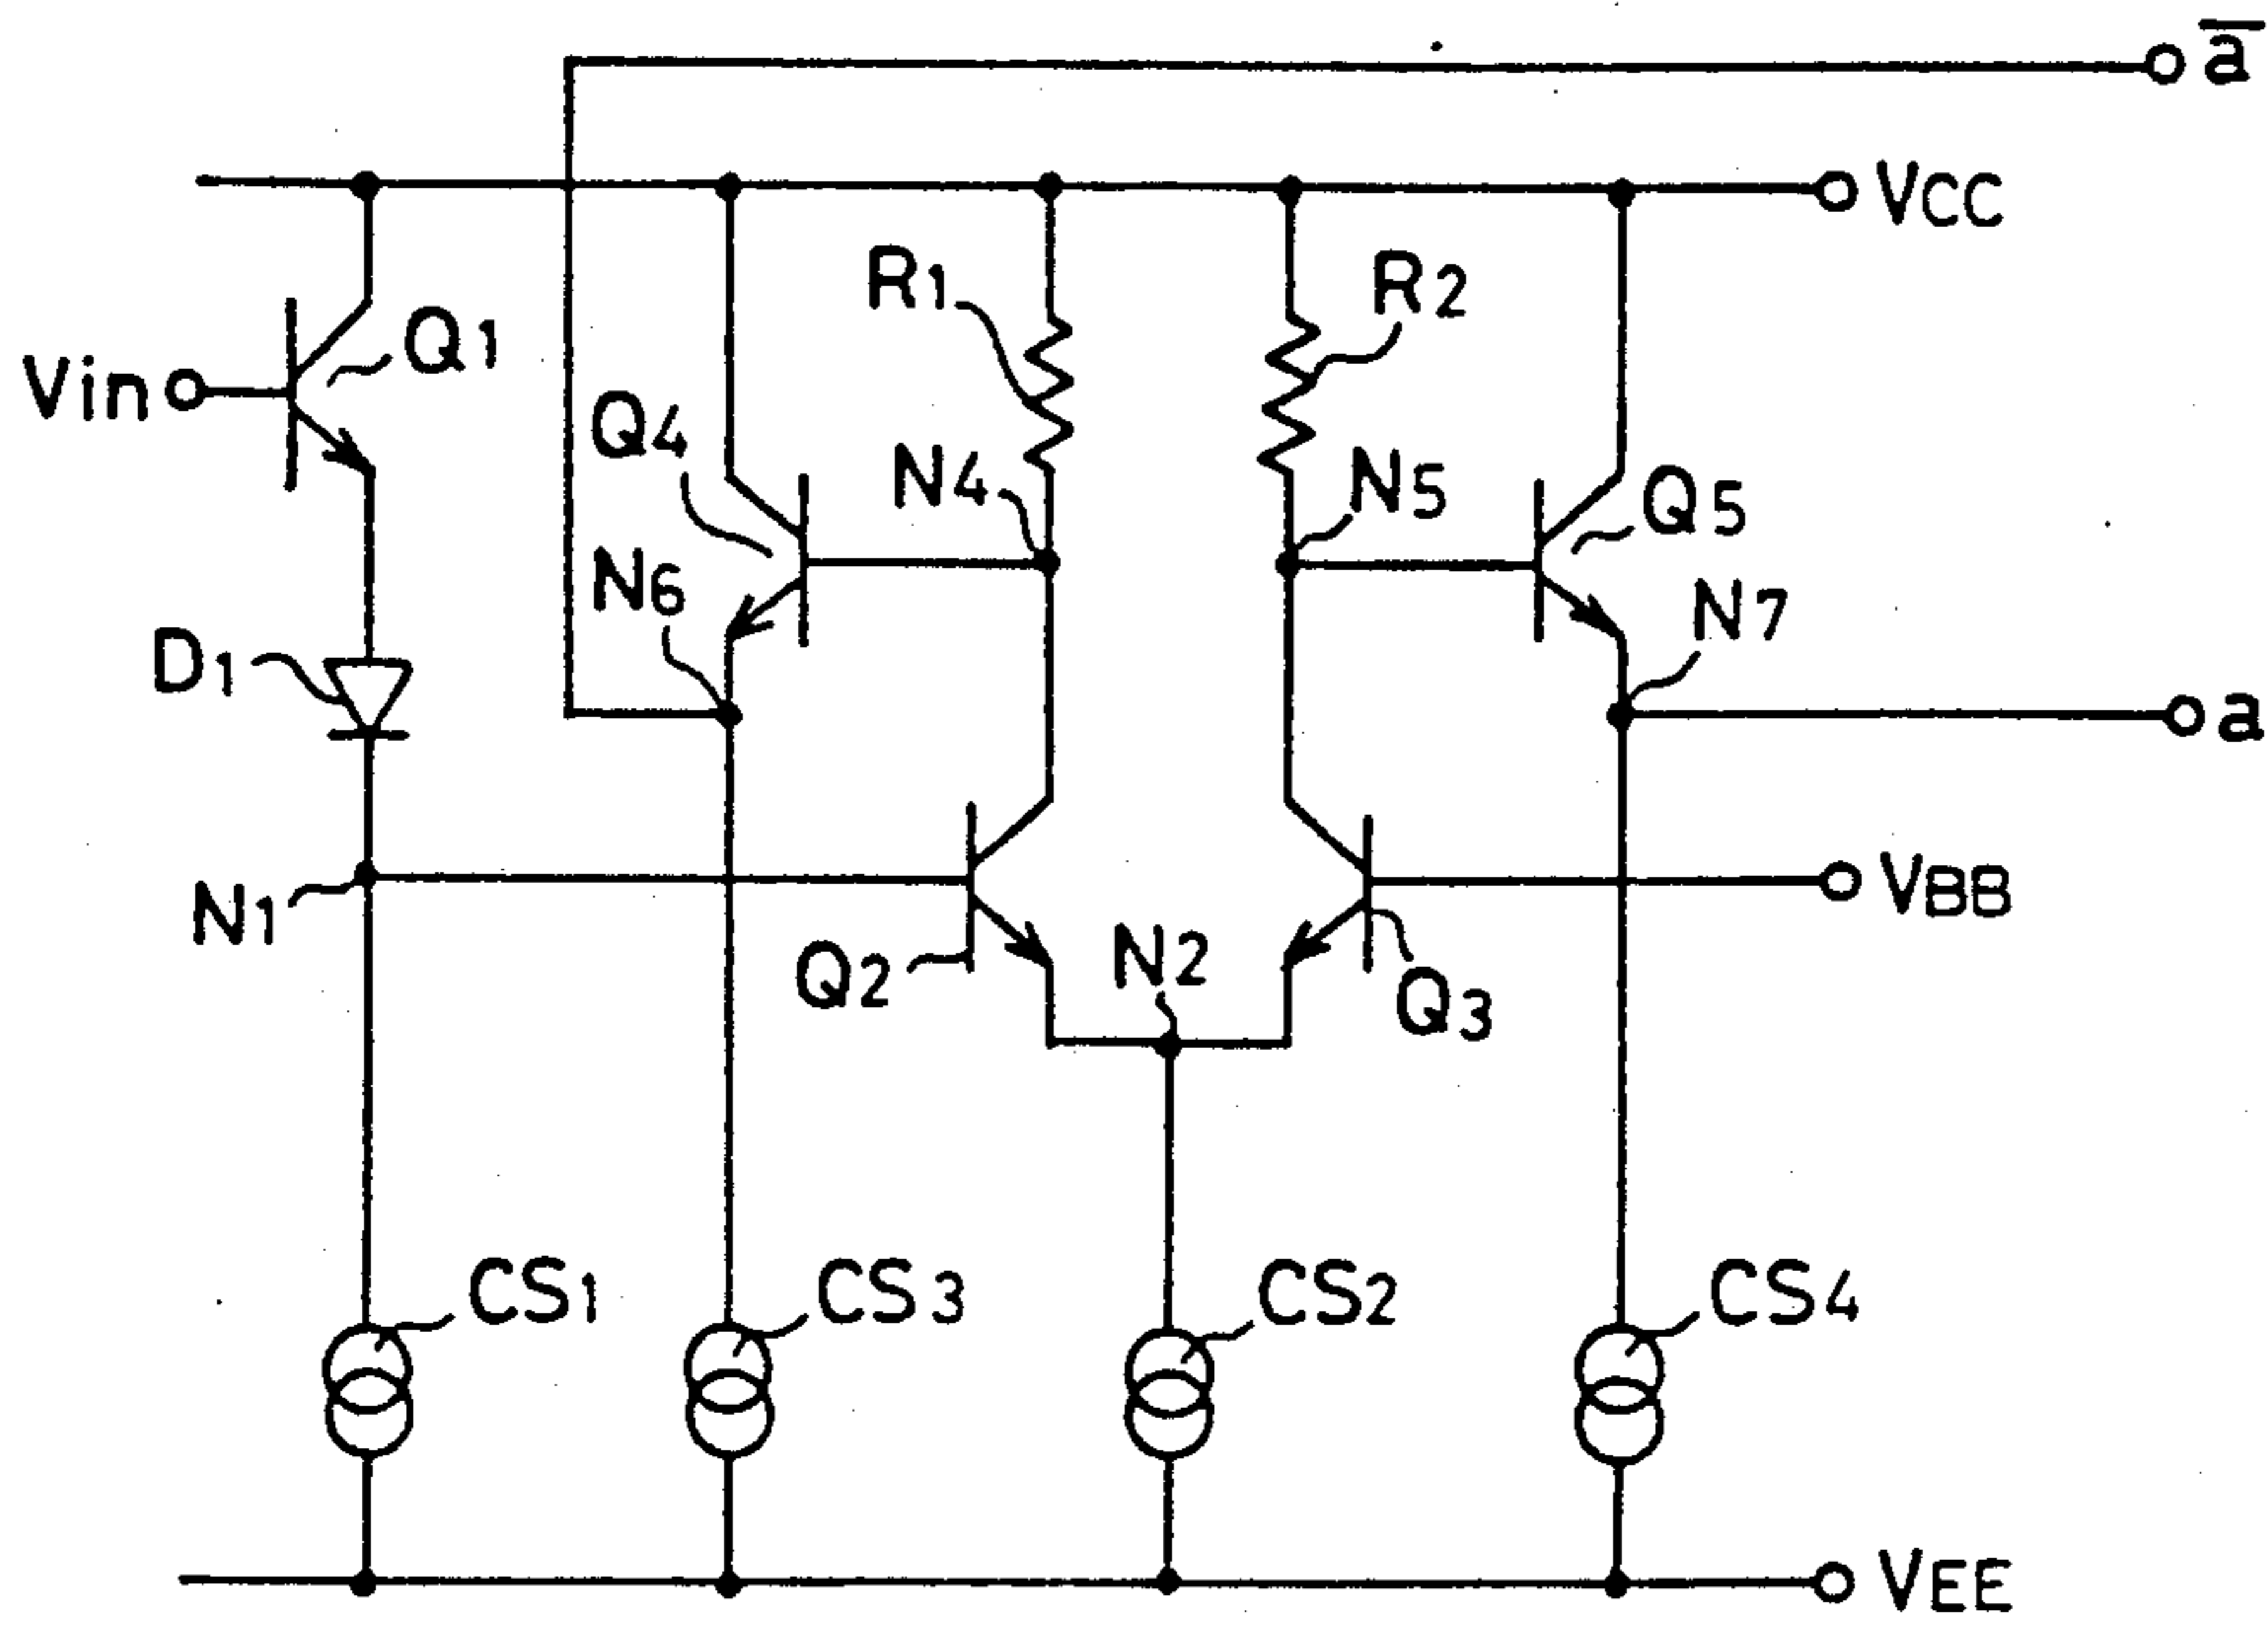 a̅
VCC
R1
R2
Vin
Q1
Q4
N4
N5
Q5
N6
N7
D1
a
N1
VBB
Q2
N2
Q3
CS1
CS3
CS2
CS4
VEE